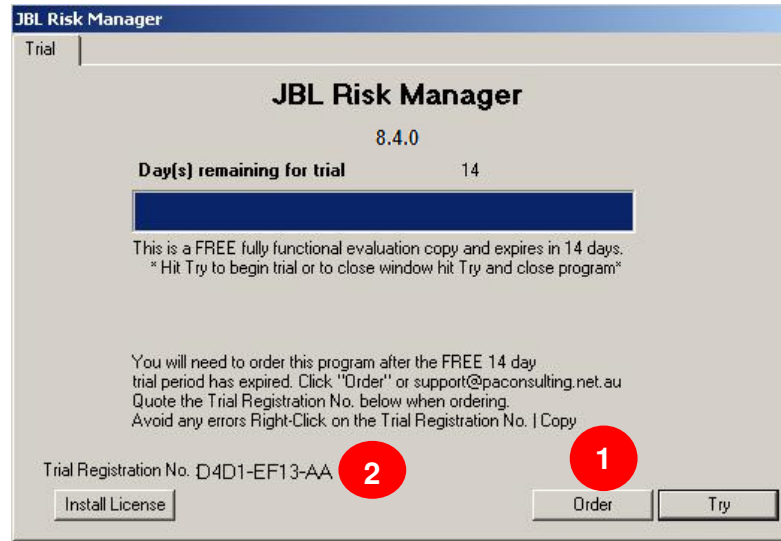 JBL Risk Manager
Trial
JBL Risk Manager
8.4.0
Day(s) remaining for trial 14
This is a FREE fully functional evaluation copy and expires in 14 days.
* Hit Try to begin trial or to close window hit Try and close program*
You will need to order this program after the FREE 14 day
trial period has expired. Click "Order" or support@paconsulting.net.au
Quote the Trial Registration No. below when ordering.
Avoid any errors Right-Click on the Trial Registration No. | Copy
1
Trial Registration No. :D4D1-EF13-AA 2
Install License Order Try